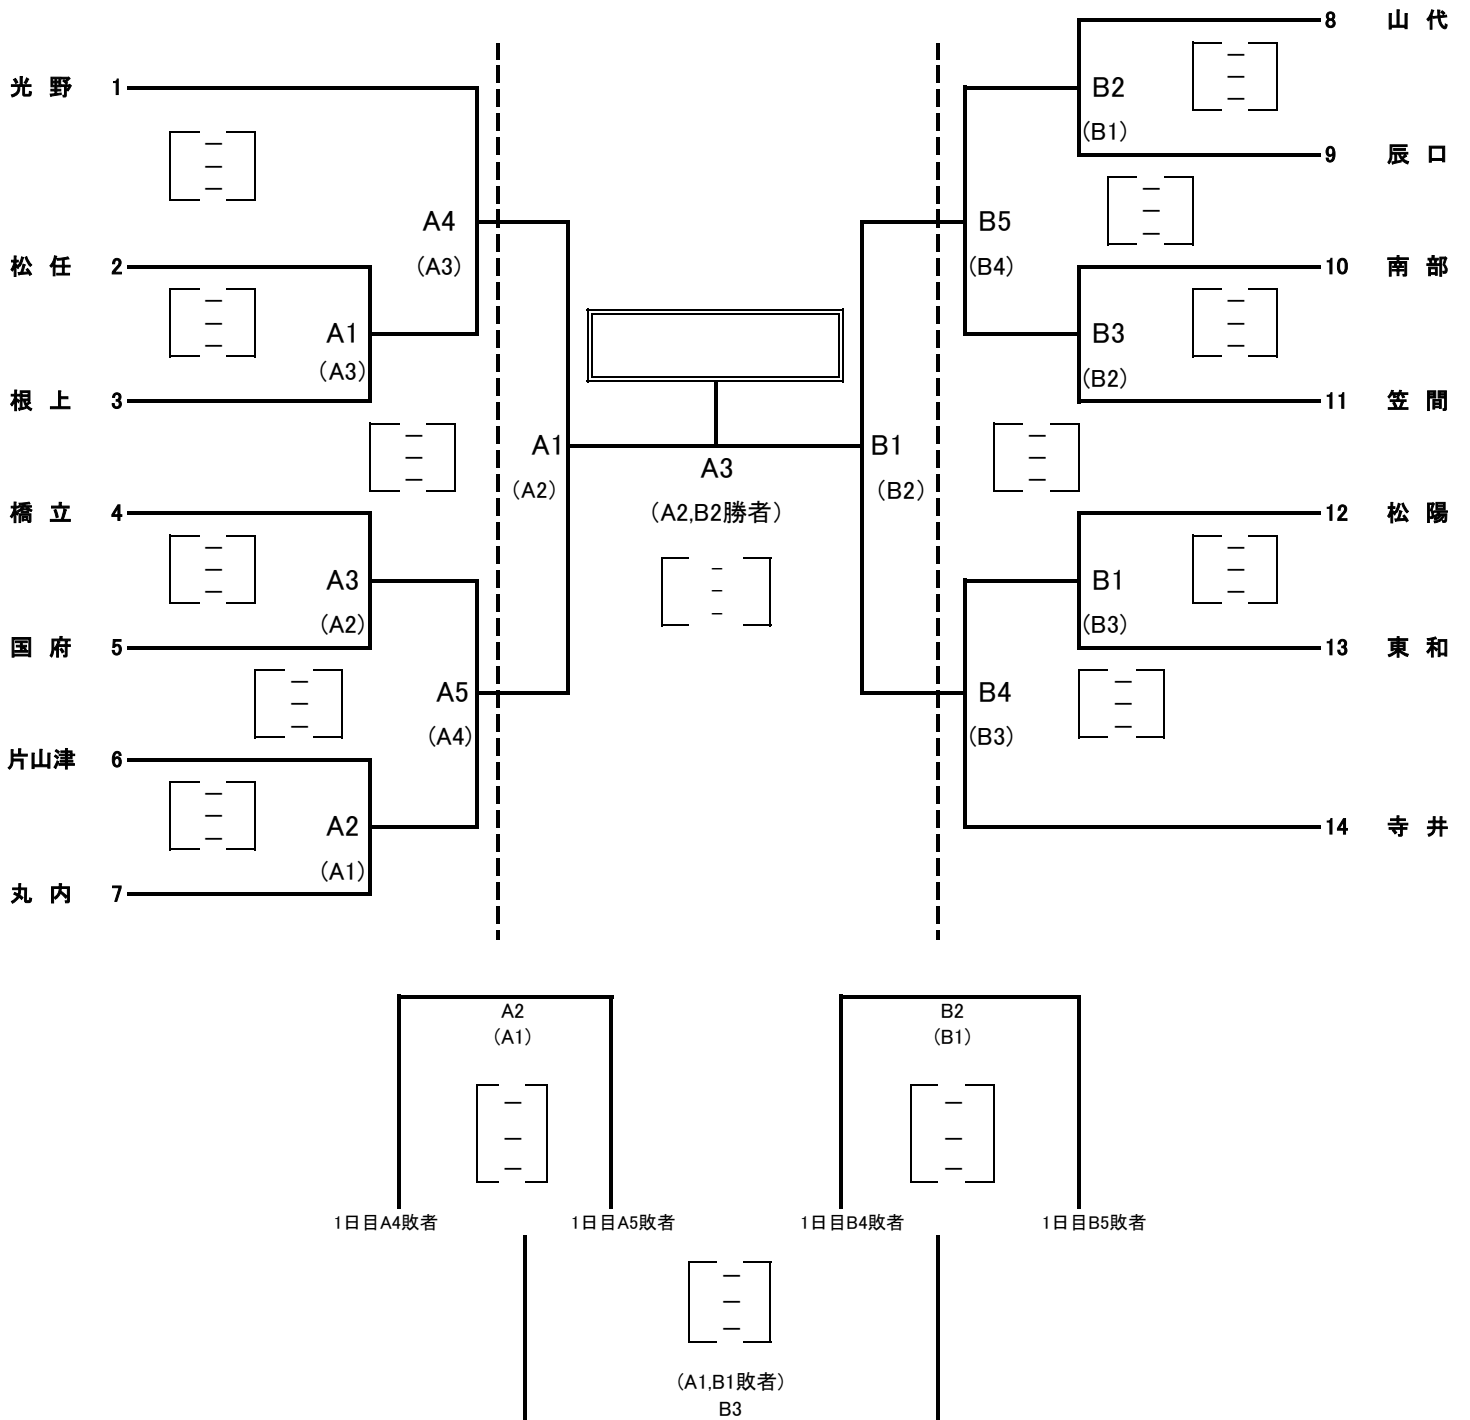 8 山 代
光 野 1
B2
(B1)
9 辰 口
A4
B5
松 任 2
(A3)
(B4)
10 南 部
A1
B3
(A3)
(B2)
根 上 3
11 笠 間
A1
B1
A3
(A2)
(B2)
橋 立 4
(A2,B2勝者)
12 松 陽
A3
B1
(A2)
(B3)
国 府 5
13 東 和
A5
B4
(A4)
(B3)
片山津 6
A2
14 寺 井
(A1)
丸 内 7
A2
(A1)
B2
(B1)
1日目A4敗者
1日目A5敗者
1日目B4敗者
1日目B5敗者
(A1,B1敗者)
B3